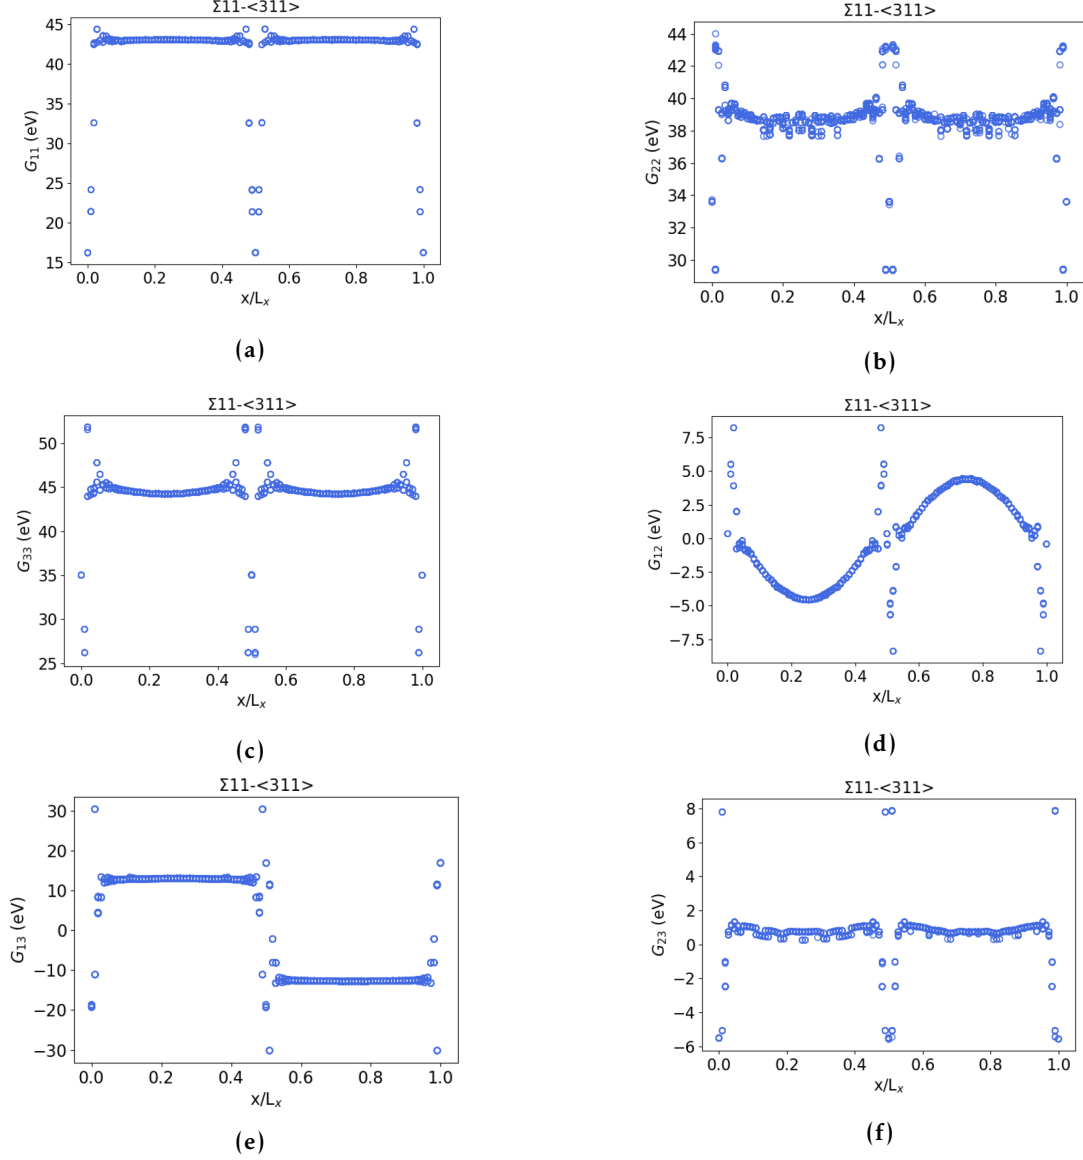 Σ11-<311>
G₁₁ (eV)
45
40
35
30
25
20
15
0.0 0.2 0.4 0.6 0.8 1.0
x/Lₓ
(a)
Σ11-<311>
G₂₂ (eV)
44
42
40
38
36
34
32
30
0.0 0.2 0.4 0.6 0.8 1.0
x/Lₓ
(b)
Σ11-<311>
G₃₃ (eV)
50
45
40
35
30
25
0.0 0.2 0.4 0.6 0.8 1.0
x/Lₓ
(c)
Σ11-<311>
G₁₂ (eV)
7.5
5.0
2.5
0.0
−2.5
−5.0
−7.5
0.0 0.2 0.4 0.6 0.8 1.0
x/Lₓ
(d)
Σ11-<311>
G₁₃ (eV)
30
20
10
0
−10
−20
−30
0.0 0.2 0.4 0.6 0.8 1.0
x/Lₓ
(e)
Σ11-<311>
G₂₃ (eV)
8
6
4
2
0
−2
−4
−6
0.0 0.2 0.4 0.6 0.8 1.0
x/Lₓ
(f)